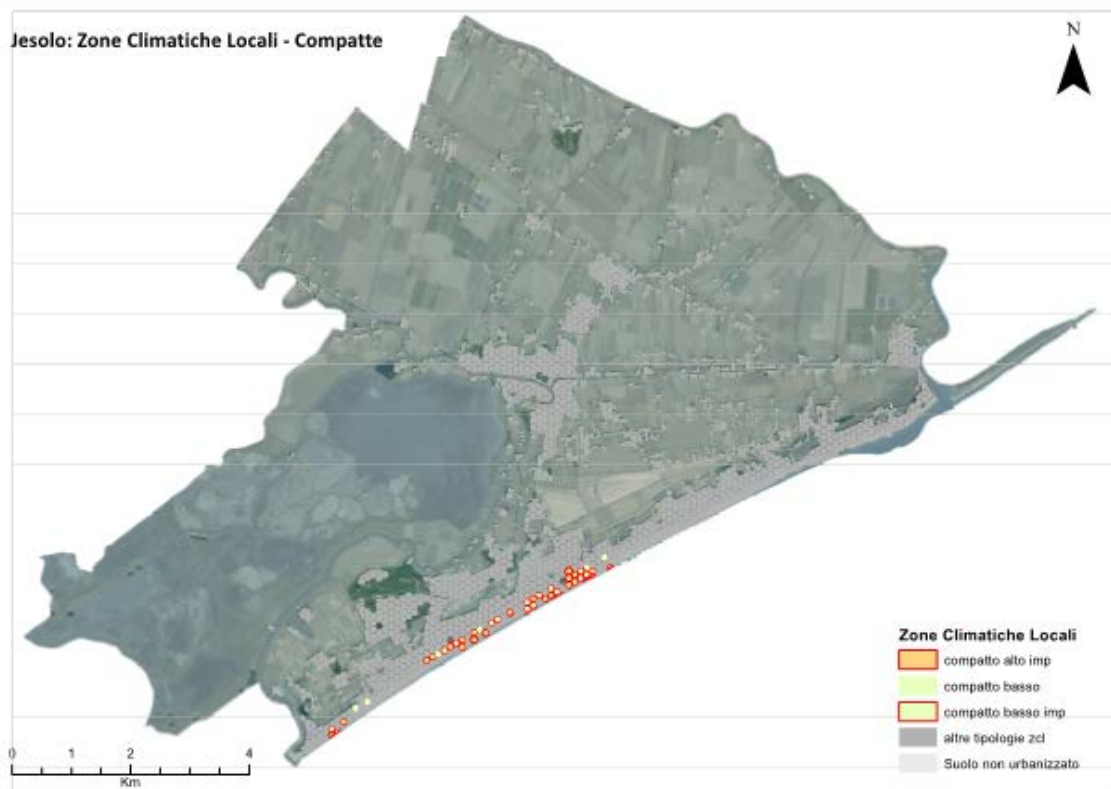 Jesolo: Zone Climatiche Locali - Compatte
N
Zone Climatiche Locali
compatto alto imp
compatto basso
compatto basso imp
altre tipologie zcl
Suolo non urbanizzato
0 1 2 4
Km